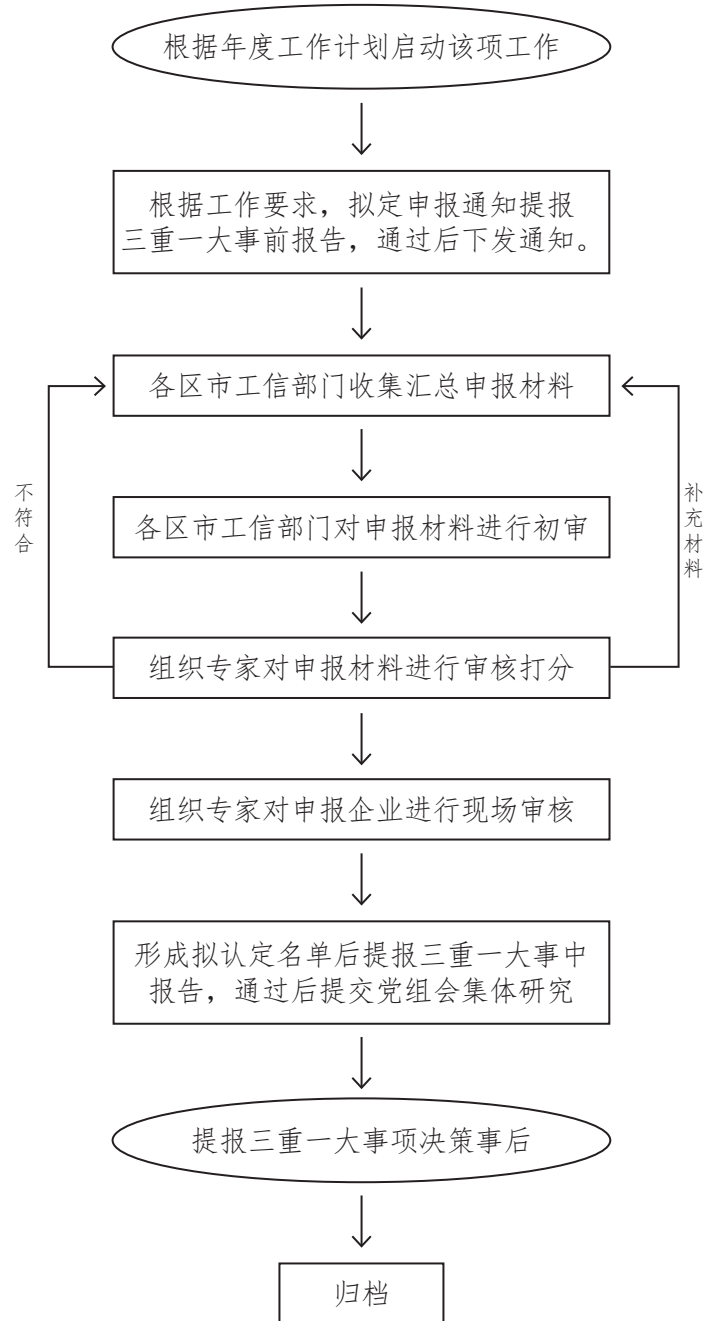 根据年度工作计划启动该项工作
根据工作要求，拟定申报通知提报
三重一大事前报告，通过后下发通知。
各区市工信部门收集汇总申报材料
不符合
补充材料
各区市工信部门对申报材料进行初审
组织专家对申报材料进行审核打分
组织专家对申报企业进行现场审核
形成拟认定名单后提报三重一大事中
报告，通过后提交党组会集体研究
提报三重一大事项决策事后
归档